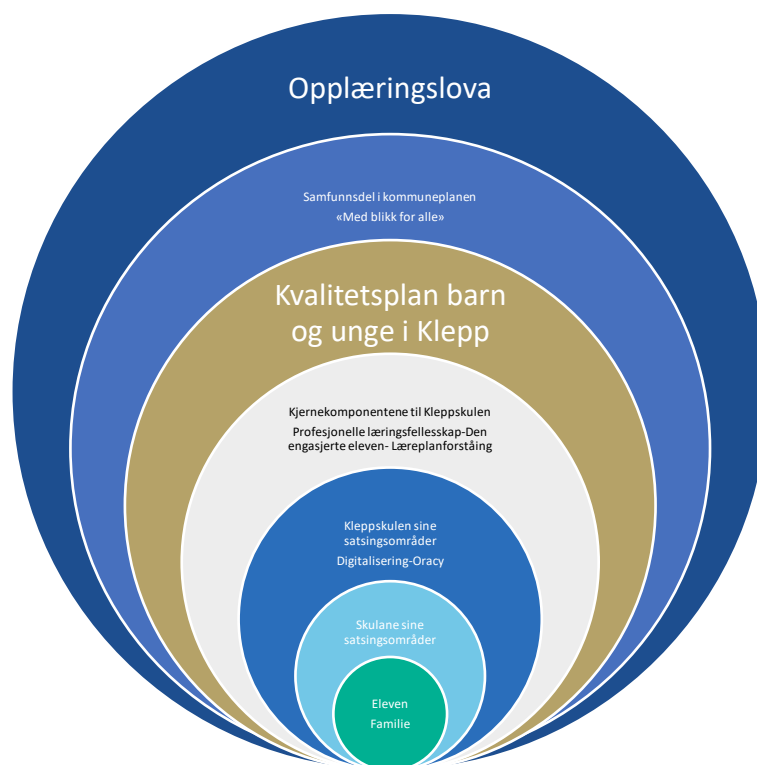 Opplæringslova
Samfunnsdel i kommuneplanen
«Med blikk for alle»
Kvalitetsplan barn
og unge i Klepp
Kjernekomponentene til Kleppskulen
Profesjonelle læringsfellesskap-Den
engasjerte eleven- Læreplanforståing
Kleppskulen sine
satsingsområder
Digitalisering-Oracy
Skulane sine
satsingsområder
Eleven
Familie